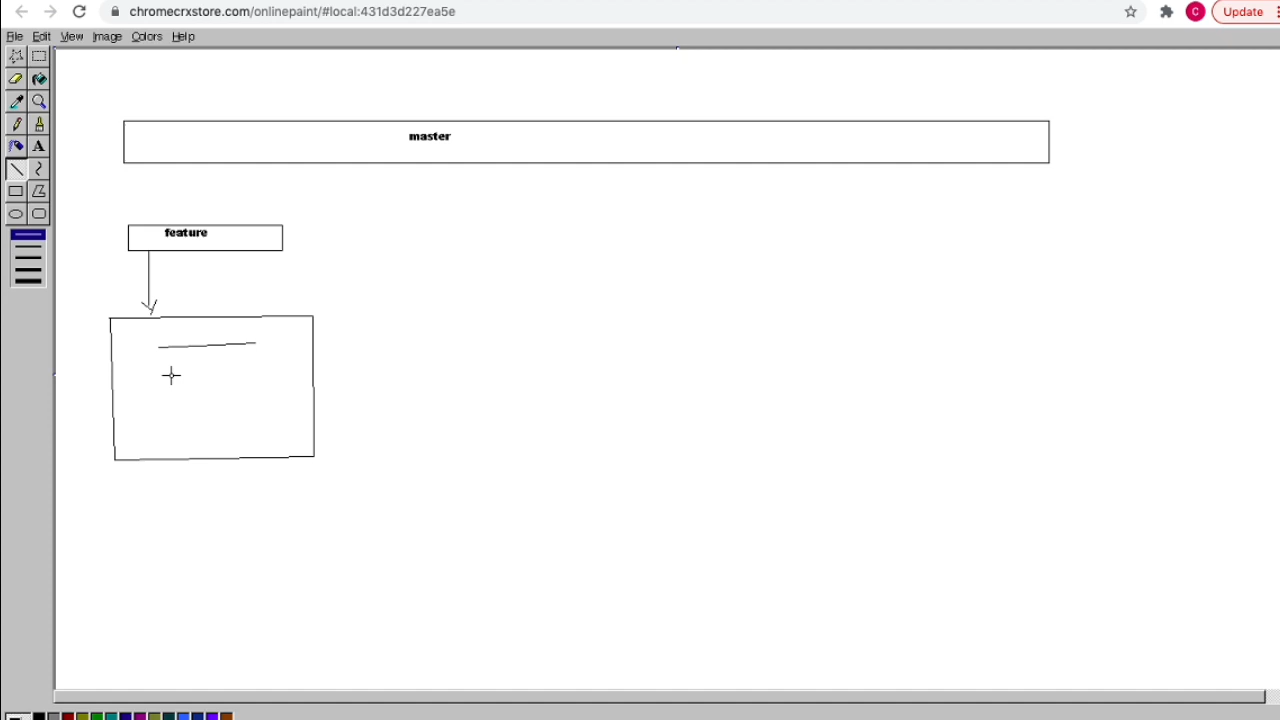 chromecrxstore.com/onlinepaint/#local:431d3d227ea5e
C
Update
File Edit View Image Colors Help
A
master
feature